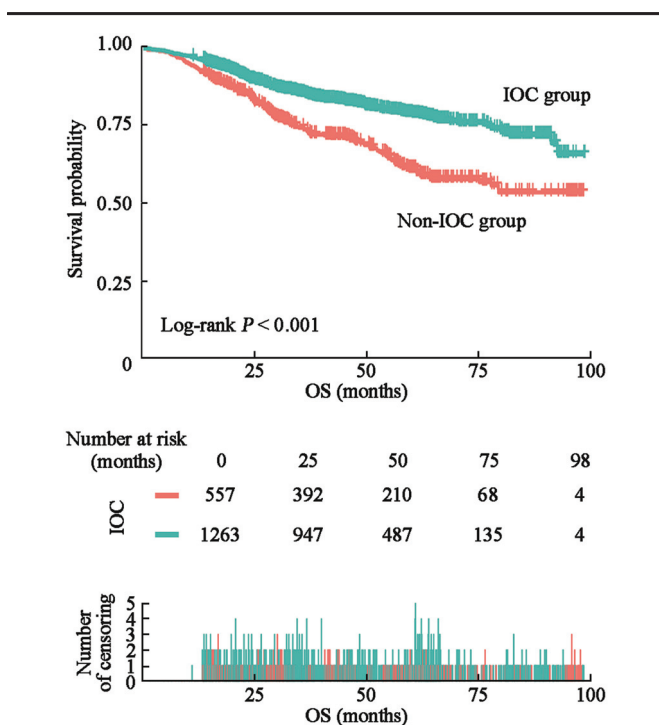 1.00
0.75
0.50
0.25
0
Survival probability
IOC group
Non-IOC group
Log-rank P < 0.001
25 50 75 100
OS (months)
Number at risk
(months) 0 25 50 75 98
IOC
557 392 210 68 4
1263 947 487 135 4
Number
of censoring
5
4
3
2
1
0
25 50 75 100
OS (months)